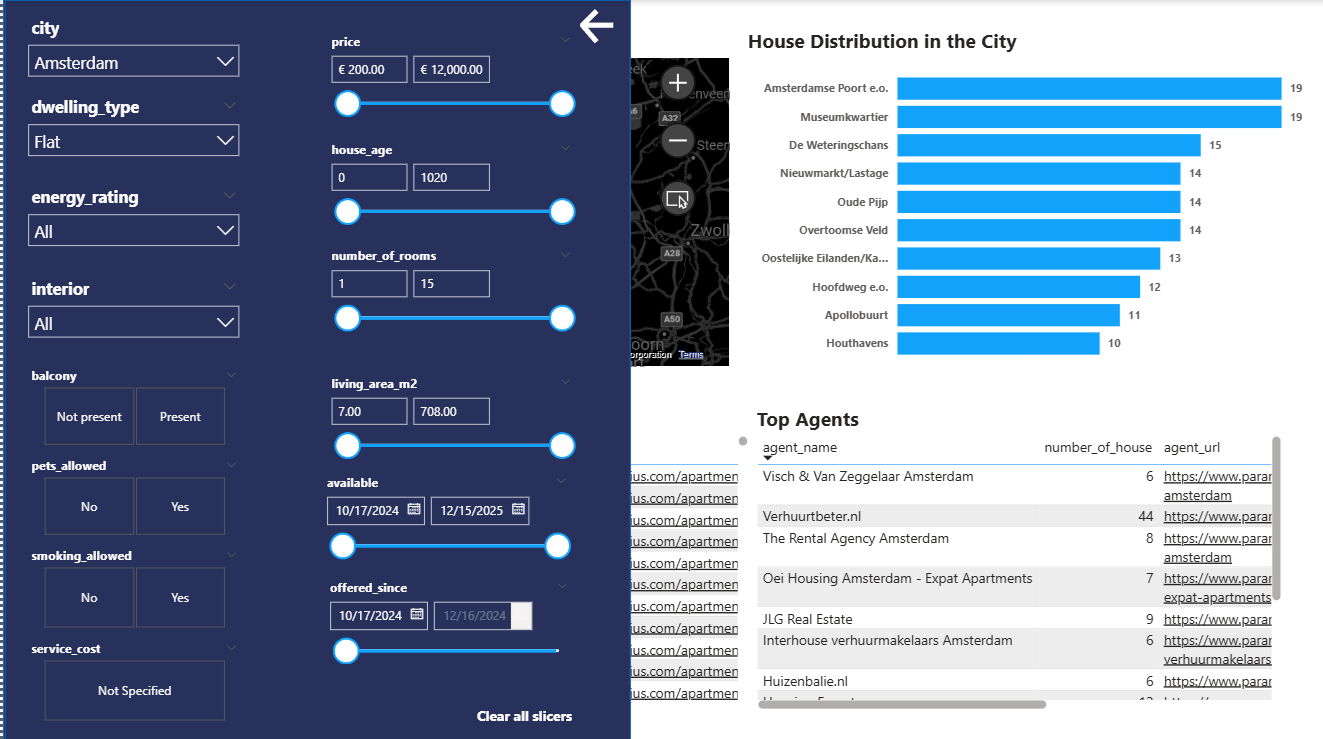 city
Amsterdam
dwelling_type
Flat
energy_rating
All
interior
All
balcony
Not present
Present
pets_allowed
No
Yes
smoking_allowed
No
Yes
service_cost
Not Specified
price
€ 200.00
€ 12,000.00
house_age
0
1020
number_of_rooms
1
15
living_area_m2
7.00
708.00
available
10/17/2024
12/15/2025
offered_since
10/17/2024
12/16/2024
Clear all slicers
A32
Steen
Zwoll
A28
A50
oorn
orporation
Terms
House Distribution in the City
Amsterdamse Poort e.o. 19
Museumkwartier 19
De Weteringschans 15
Nieuwmarkt/Lastage 14
Oude Pijp 14
Overtoomse Veld 14
Oostelijke Eilanden/Ka... 13
Hoofdweg e.o. 12
Apollobuurt 11
Houthavens 10
ius.com/apartmen
ius.com/apartmen
ius.com/apartmen
ius.com/apartmen
ius.com/apartmen
ius.com/apartmen
ius.com/apartmen
ius.com/apartmen
ius.com/apartmen
ius.com/apartmen
ius.com/apartmen
Top Agents
agent_name number_of_house agent_url
Visch & Van Zeggelaar Amsterdam 6 https://www.parar
amsterdam
Verhuurtbeter.nl 44 https://www.parar
The Rental Agency Amsterdam 8 https://www.parar
amsterdam
Oei Housing Amsterdam - Expat Apartments 7 https://www.parar
expat-apartments
JLG Real Estate 9 https://www.parar
Interhouse verhuurmakelaars Amsterdam 6 https://www.parar
verhuurmakelaars
Huizenbalie.nl 6 https://www.parar